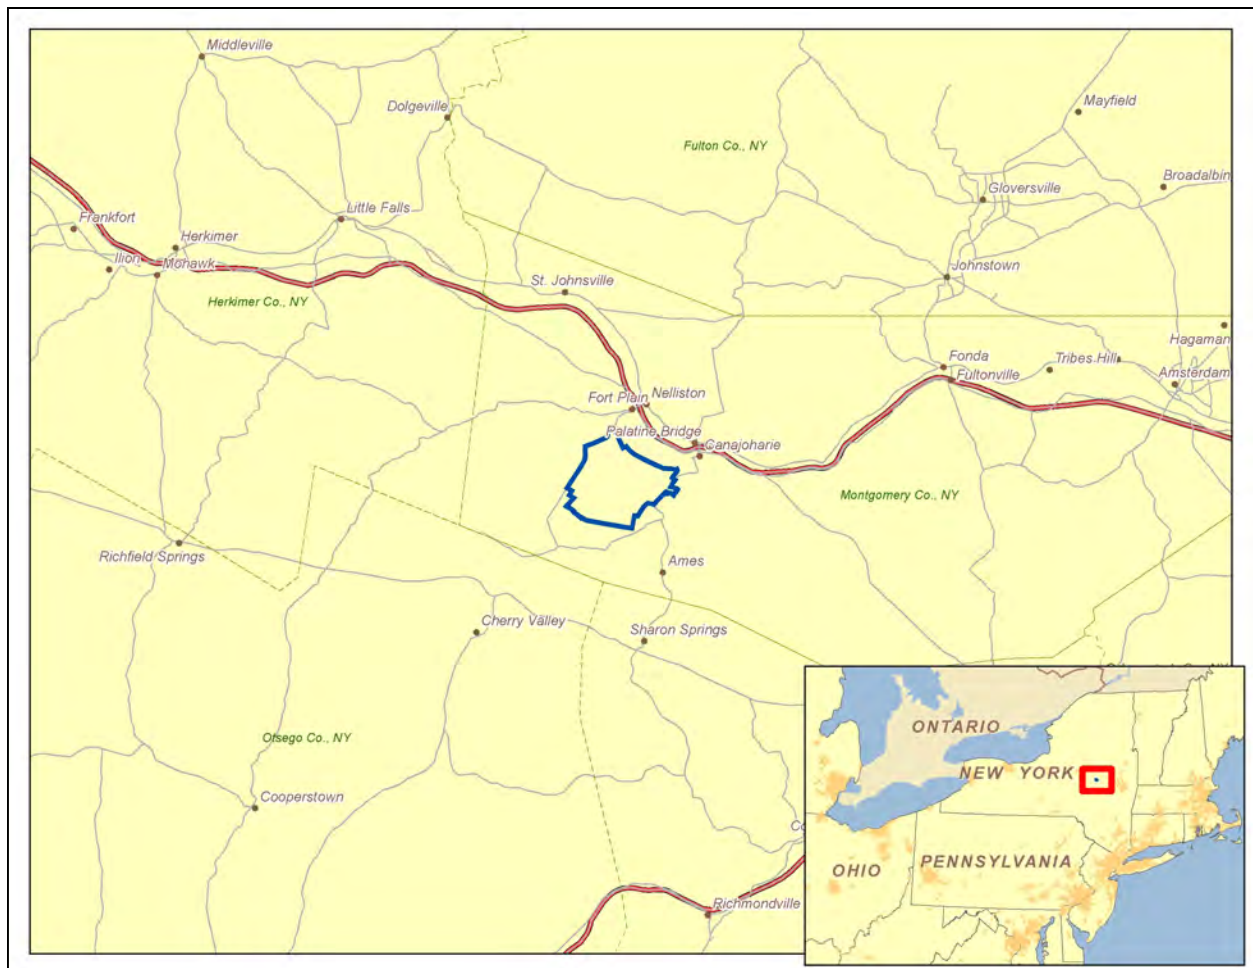 Middleville
Dolgeville
Mayfield
Fulton Co., NY
Broadalbin
Gloversville
Little Falls
Frankfort
Herkimer
Ilion
Mohawk
Johnstown
St. Johnsville
Herkimer Co., NY
Hagaman
Fonda
Tribes Hill
Fultonville
Amsterdam
Nelliston
Fort Plain
Palatine Bridge
Canajoharie
Montgomery Co., NY
Richfield Springs
Ames
Cherry Valley
Sharon Springs
Otsego Co., NY
Cooperstown
Richmondville
ONTARIO
NEW YORK
PENNSYLVANIA
OHIO